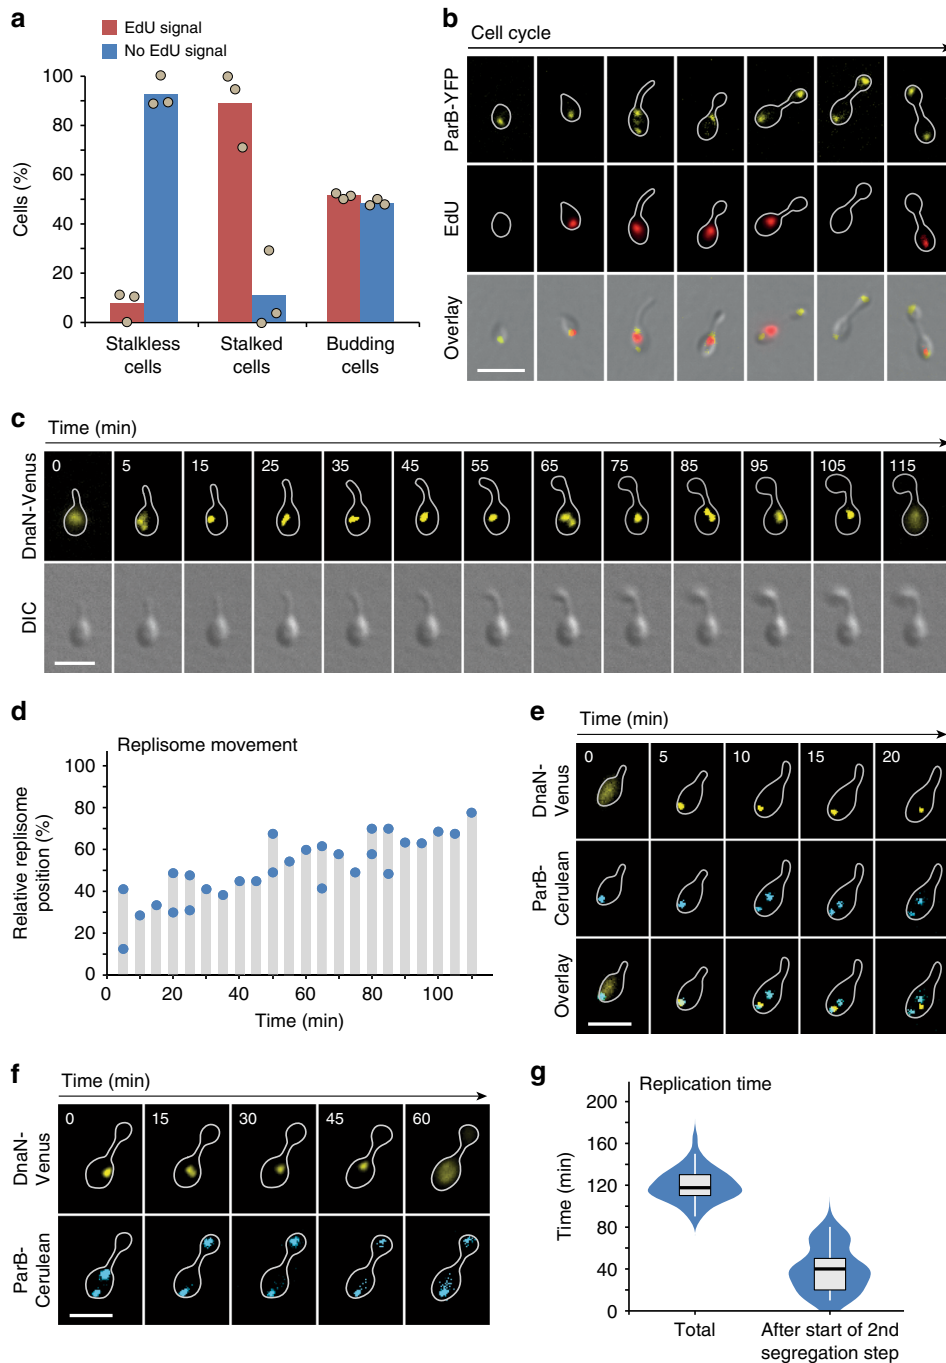 a
EdU signal
No EdU signal
Cells (%)
100
80
60
40
20
0
Stalkless
cells
Stalked
cells
Budding
cells
b
Cell cycle
ParB-YFP
EdU
Overlay
c
Time (min)
DnaN-Venus
0
5
15
25
35
45
55
65
75
85
95
105
115
DIC
d
Replisome movement
Relative replisome
position (%)
100
80
60
40
20
0
0
20
40
60
80
100
Time (min)
e
Time (min)
DnaN-
Venus
0
5
10
15
20
ParB-
Cerulean
Overlay
f
Time (min)
DnaN-
Venus
0
15
30
45
60
ParB-
Cerulean
g
Replication time
Time (min)
200
160
120
80
40
0
Total
After start of 2nd
segregation step